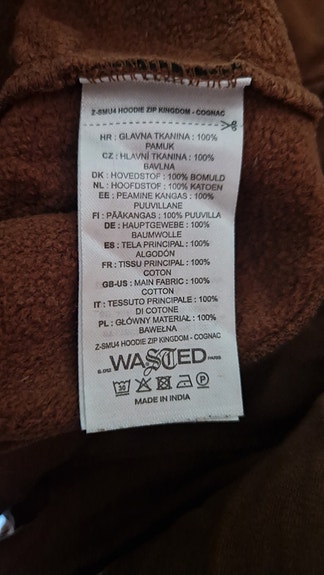 Z-SMU4 HOODIE ZIP KINGDOM - COGNAC
HR : GLAVNA TKANINA : 100%
PAMUK
CZ : HLAVNÍ TKANINA : 100%
BAVLNA
DK : HOVEDSTOF : 100% BOMULD
NL : HOOFDSTOF : 100% KATOEN
EE : PEAMINE KANGAS : 100%
PUUVILLANE
FI : PÄÄKANGAS : 100% PUUVILLA
DE : HAUPTGEWEBE : 100%
BAUMWOLLE
ES : TELA PRINCIPAL : 100%
ALGODÓN
FR : TISSU PRINCIPAL : 100%
COTON
GB-US : MAIN FABRIC : 100%
COTTON
IT : TESSUTO PRINCIPALE : 100%
DI COTONE
PL : GŁÓWNY MATERIAŁ : 100%
BAWEŁNA
Z-SMU4 HOODIE ZIP KINGDOM - COGNAC
WASTED PARIS
30 P
MADE IN INDIA